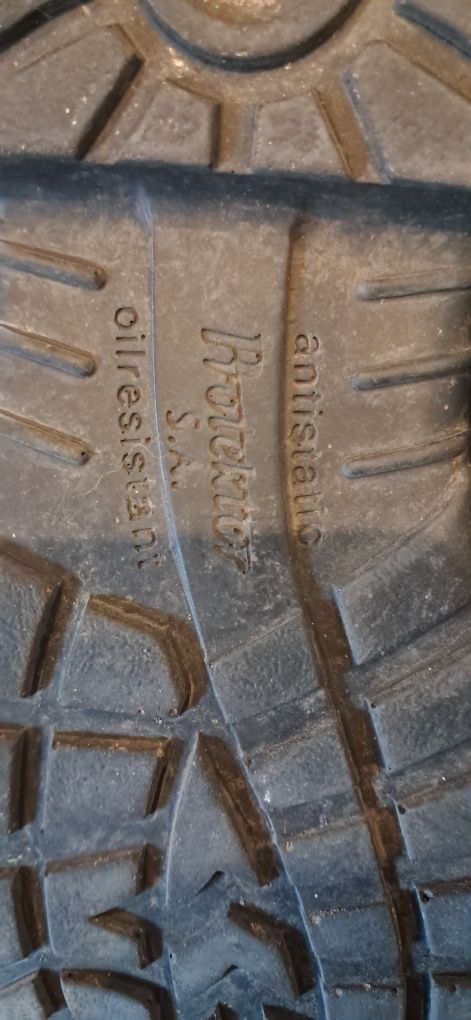 antistatic
Protektor
S.A.
oilresistant